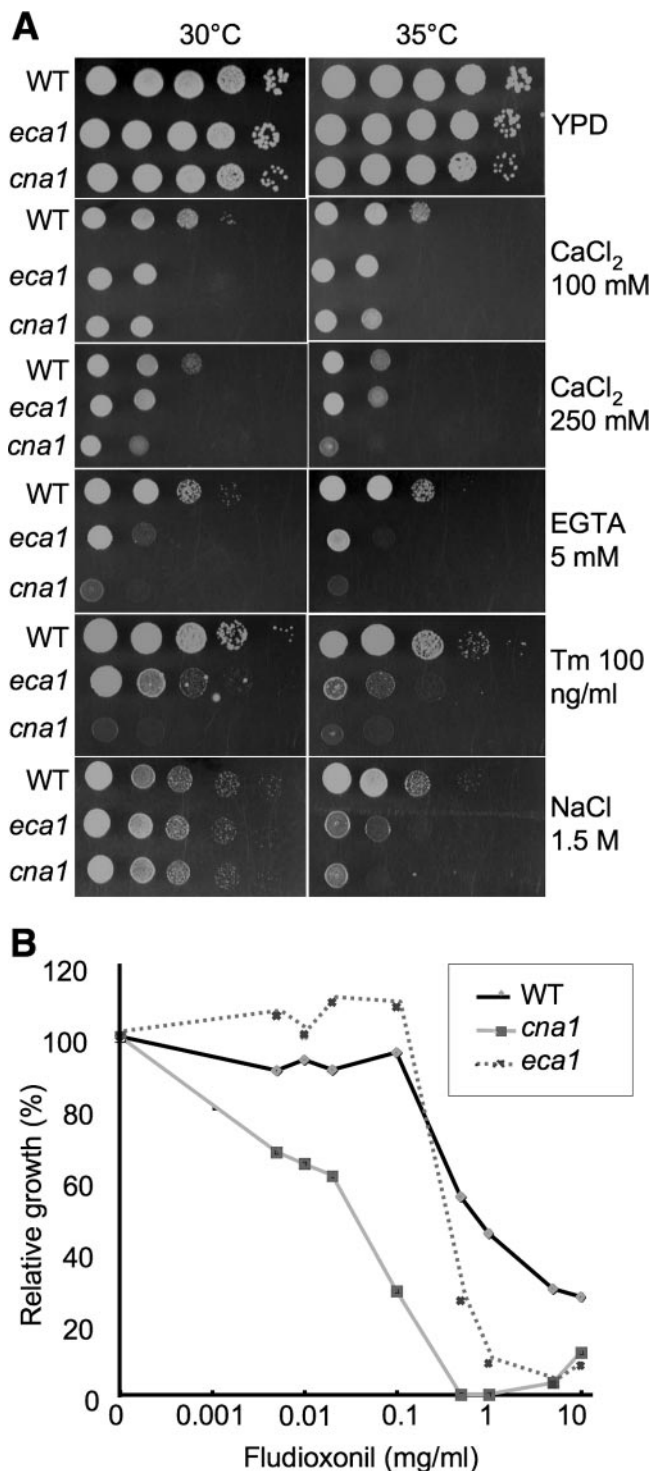 A
30°C 35°C
WT
eca1
cna1
YPD
WT
eca1
cna1
CaCl2
100 mM
WT
eca1
cna1
CaCl2
250 mM
WT
eca1
cna1
EGTA
5 mM
WT
eca1
cna1
Tm 100
ng/ml
WT
eca1
cna1
NaCl
1.5 M
B
120
100
80
60
40
20
0
Relative growth (%)
WT
cna1
eca1
0 0.001 0.01 0.1 1 10
Fludioxonil (mg/ml)